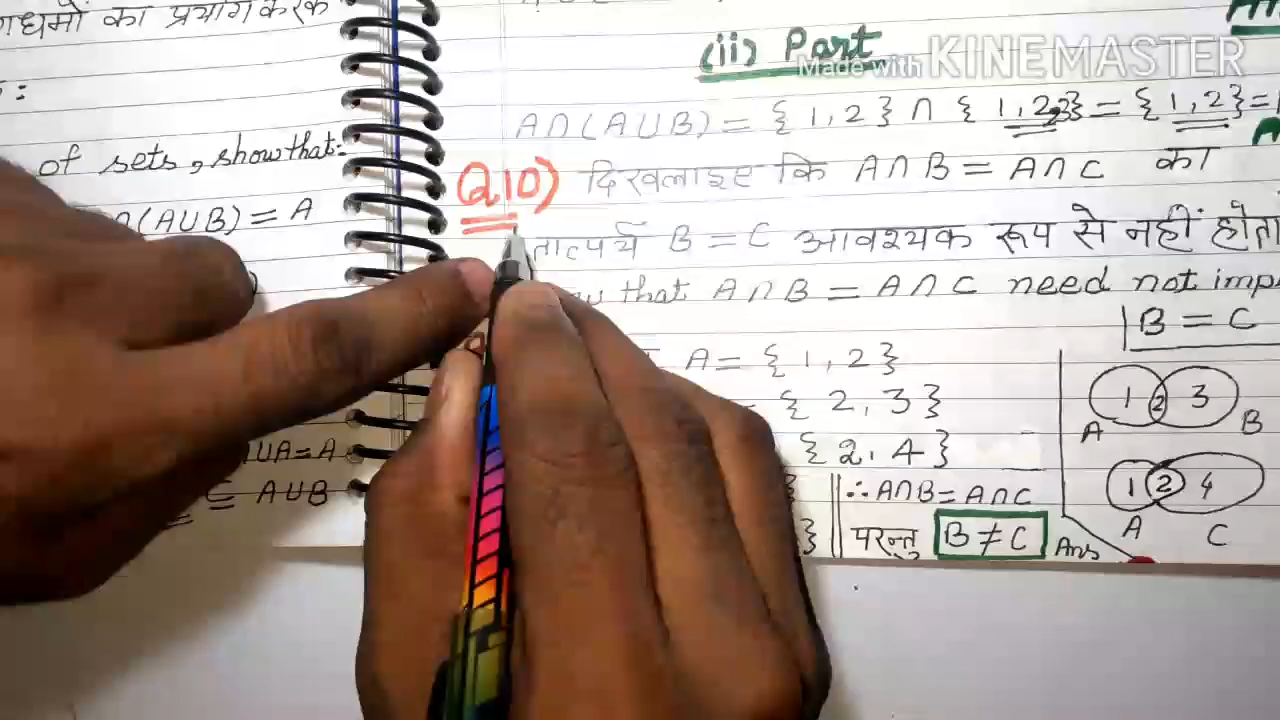 का प्रयोग करके
of sets, show that:
∩(A∪B) = A
∪A = A
⊆ A∪B
(ii) Part
Made with KINEMASTER
A∩(A∪B) = { 1, 2 } ∩ { 1, 2, 3} = { 1, 2 } =
Q10) दिखलाइए कि A∩B = A∩C का
तात्पर्य B = C आवश्यक रूप से नहीं होता
that A∩B = A∩C need not imp
B = C
A = { 1, 2 }
= { 2, 3 }
{ 2, 4 }
∴ A∩B = A∩C
परन्तु B ≠ C Ans
1 2 3
A B
1 2 4
A C